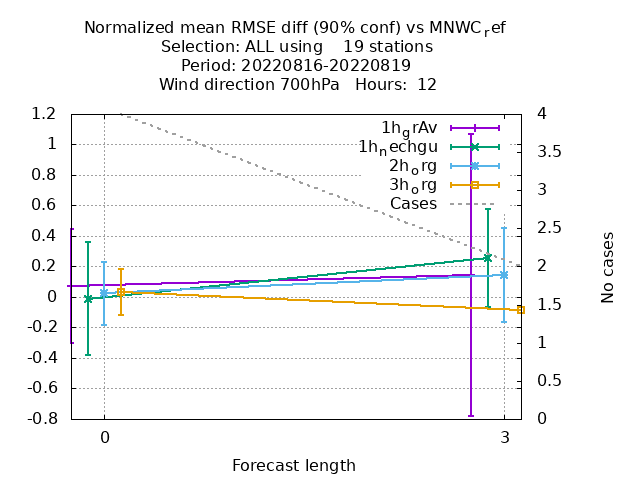 Normalized mean RMSE diff (90% conf) vs MNWC_ref
Selection: ALL using    19 stations
Period: 20220816-20220819
Wind direction 700hPa   Hours:  12
1.2
1
0.8
0.6
0.4
0.2
0
-0.2
-0.4
-0.6
-0.8
4
3.5
3
2.5
2
1.5
1
0.5
0
1h_grAv
1h_nechgu
2h_org
3h_org
Cases
No cases
0
3
Forecast length